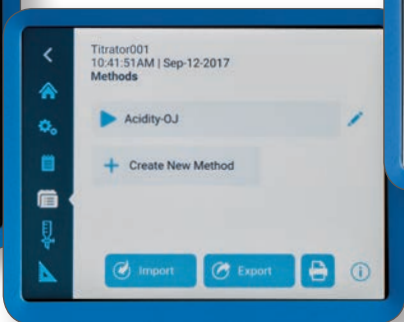 Titrator001
10:41:51AM | Sep-12-2017
Methods
Acidity-OJ
Create New Method
Import
Export